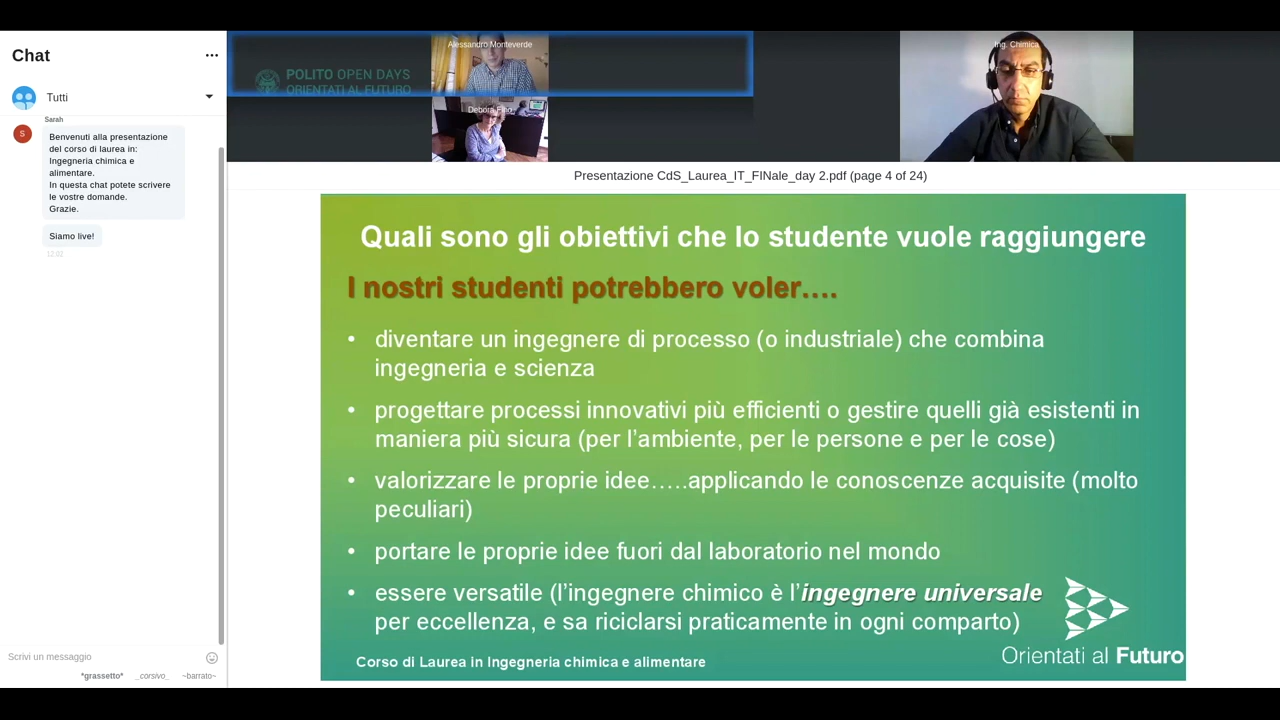 Chat
Tutti
Sarah
S
Benvenuti alla presentazione
del corso di laurea in:
Ingegneria chimica e
alimentare.
In questa chat potete scrivere
le vostre domande.
Grazie.
Siamo live!
12:02
Scrivi un messaggio
*grassetto* _corsivo_ ~barrato~
POLITO OPEN DAYS
ORIENTATI AL FUTURO
Alessandro Monteverde
Debora Fino
Ing. Chimica
Presentazione CdS_Laurea_IT_FINale_day 2.pdf (page 4 of 24)
Quali sono gli obiettivi che lo studente vuole raggiungere
I nostri studenti potrebbero voler….
• diventare un ingegnere di processo (o industriale) che combina
ingegneria e scienza
• progettare processi innovativi più efficienti o gestire quelli già esistenti in
maniera più sicura (per l’ambiente, per le persone e per le cose)
• valorizzare le proprie idee…..applicando le conoscenze acquisite (molto
peculiari)
• portare le proprie idee fuori dal laboratorio nel mondo
• essere versatile (l’ingegnere chimico è l’ingegnere universale
per eccellenza, e sa riciclarsi praticamente in ogni comparto)
Corso di Laurea in Ingegneria chimica e alimentare
Orientati al Futuro